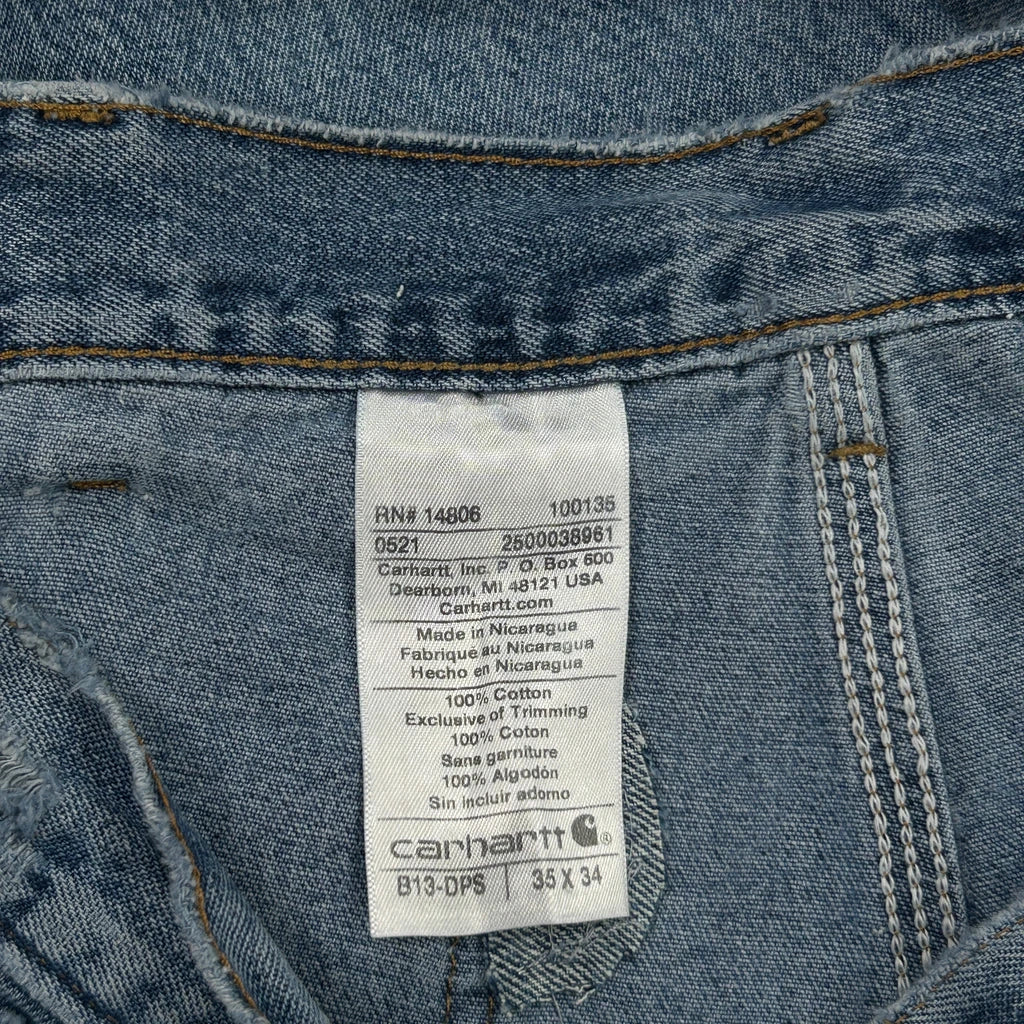 RN# 14806 100135
0521 2500038961
Carhartt, Inc. P. O. Box 600
Dearborn, MI 48121 USA
Carhartt.com
Made in Nicaragua
Fabrique au Nicaragua
Hecho en Nicaragua
100% Cotton
Exclusive of Trimming
100% Coton
Sans garniture
100% Algodón
Sin incluir adorno
carhartt ®
B13-DPS | 35 X 34